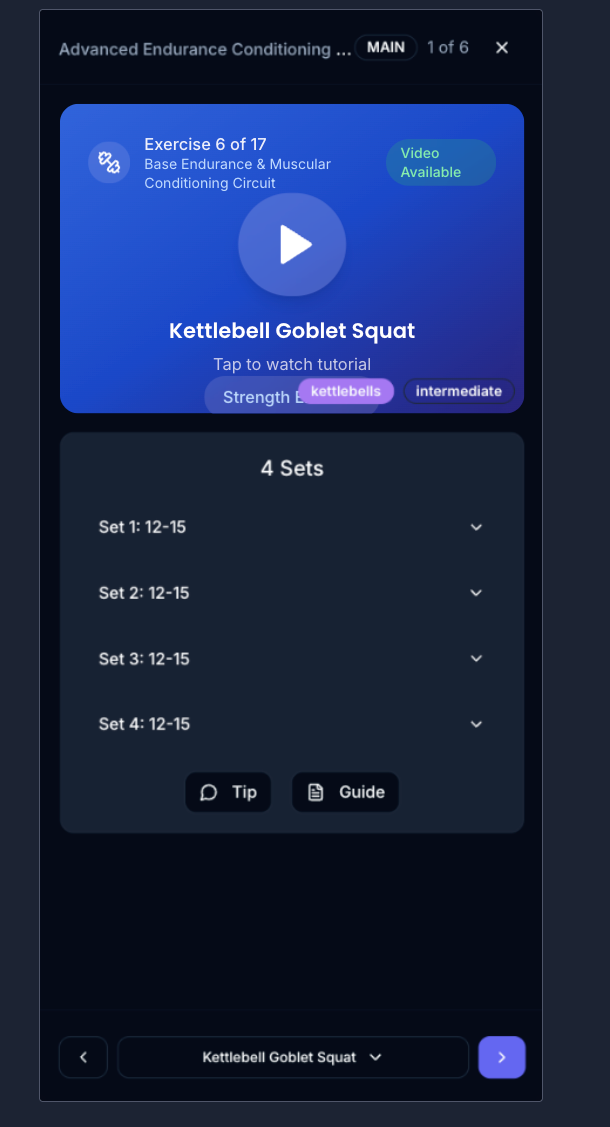 Advanced Endurance Conditioning ...
MAIN
1 of 6
Exercise 6 of 17
Base Endurance & Muscular
Conditioning Circuit
Video
Available
Kettlebell Goblet Squat
Tap to watch tutorial
Strength
kettlebells
intermediate
4 Sets
Set 1: 12-15
Set 2: 12-15
Set 3: 12-15
Set 4: 12-15
Tip
Guide
Kettlebell Goblet Squat